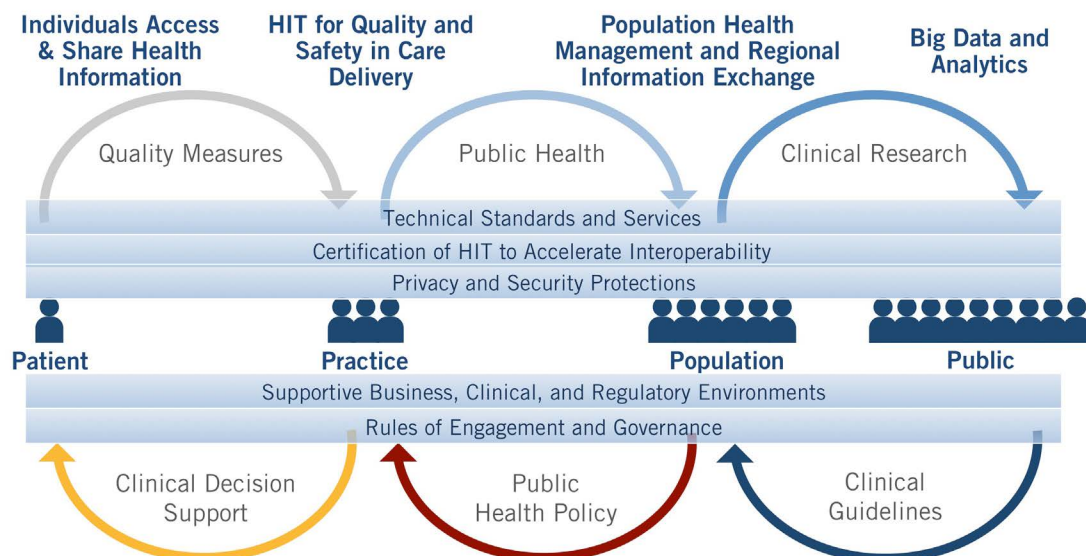 Individuals Access
& Share Health
Information
HIT for Quality and
Safety in Care
Delivery
Population Health
Management and Regional
Information Exchange
Big Data and
Analytics
Quality Measures
Public Health
Clinical Research
Technical Standards and Services
Certification of HIT to Accelerate Interoperability
Privacy and Security Protections
Patient
Practice
Population
Public
Supportive Business, Clinical, and Regulatory Environments
Rules of Engagement and Governance
Clinical Decision
Support
Public
Health Policy
Clinical
Guidelines